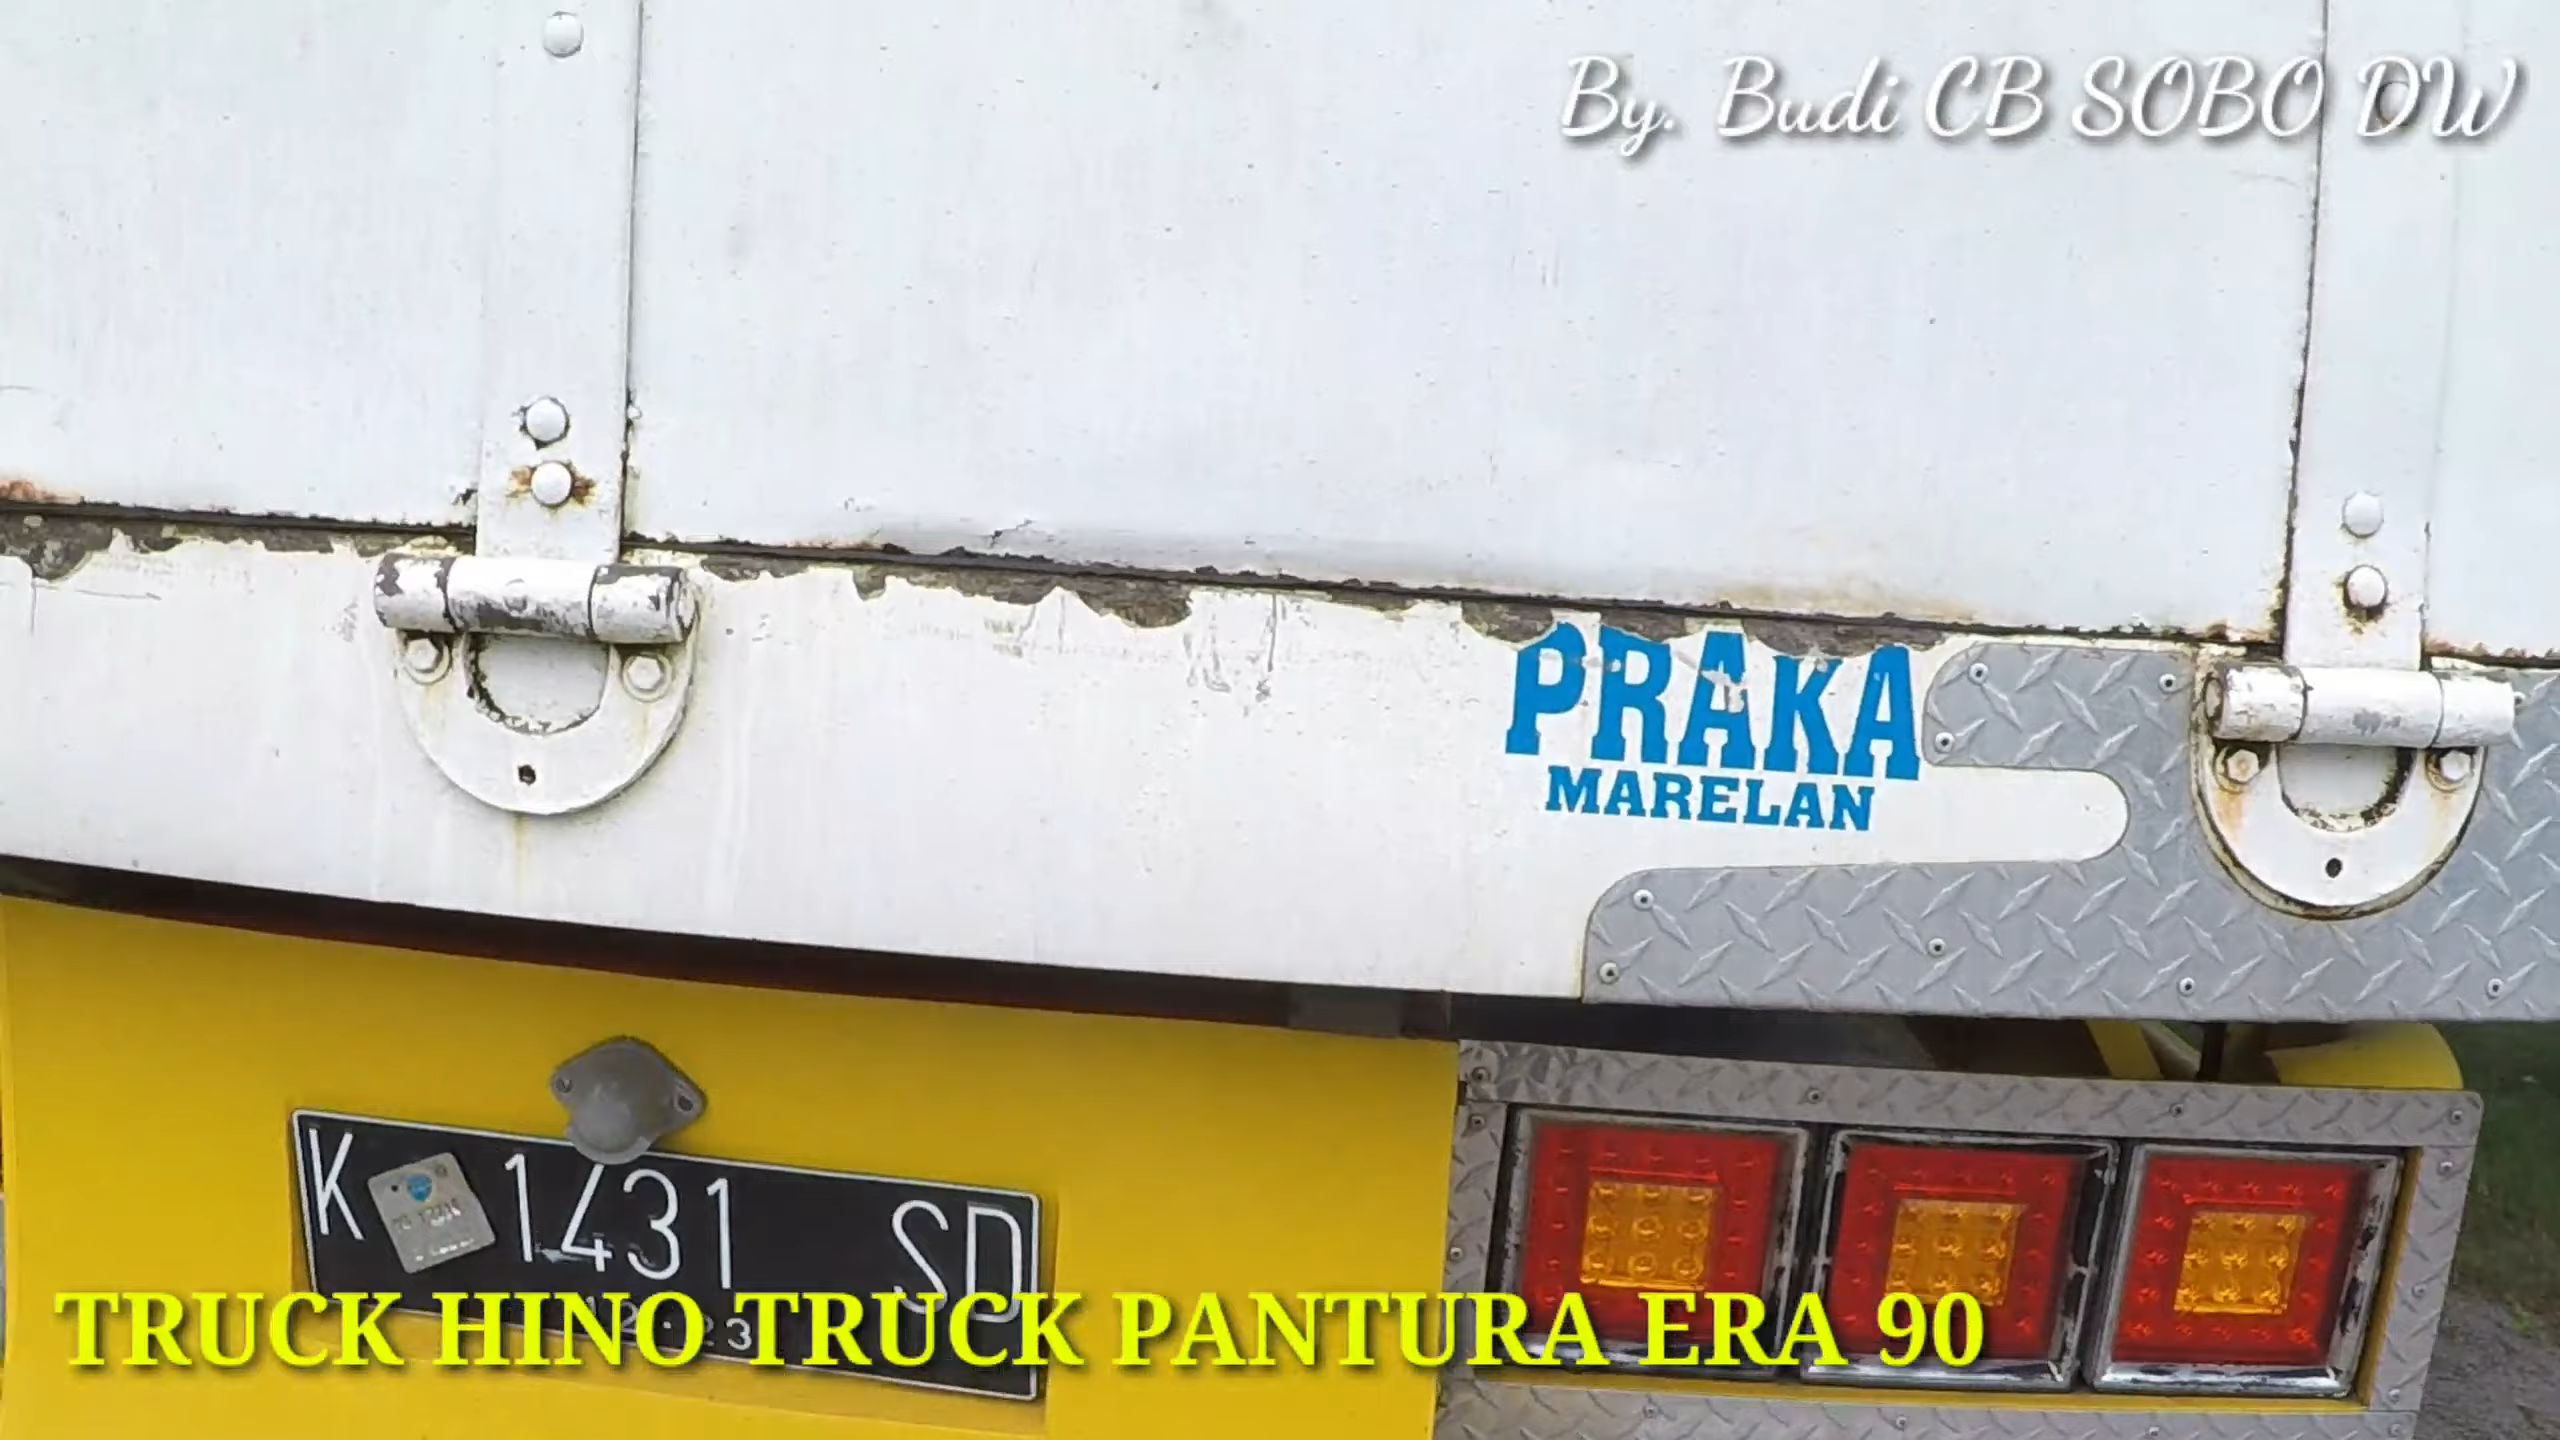 By. Budi CB SOBO DW
PRAKA
MARELAN
K 1431 SD
TRUCK HINO TRUCK PANTURA ERA 90